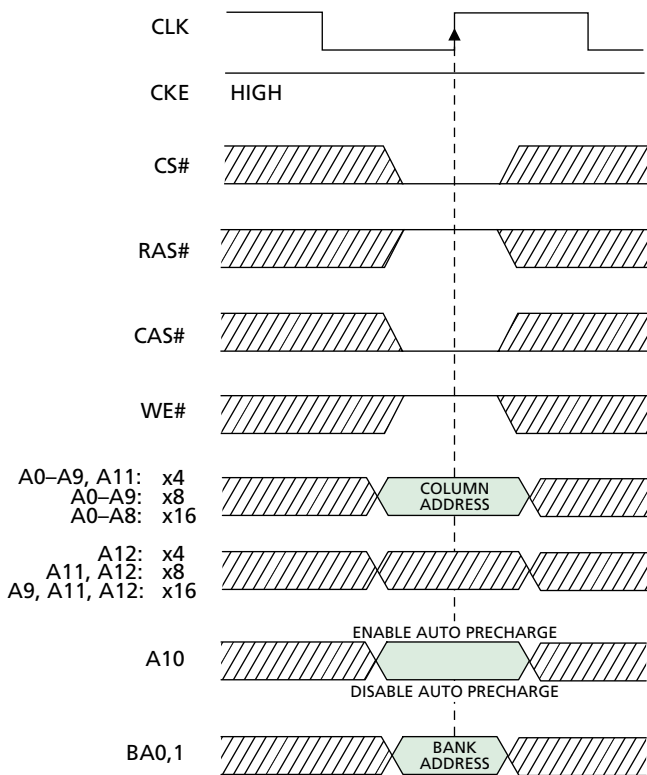 CLK
CKE HIGH
CS#
RAS#
CAS#
WE#
A0–A9, A11: x4
A0–A9: x8
A0–A8: x16
COLUMN
ADDRESS
A12: x4
A11, A12: x8
A9, A11, A12: x16
ENABLE AUTO PRECHARGE
A10
DISABLE AUTO PRECHARGE
BA0,1
BANK
ADDRESS